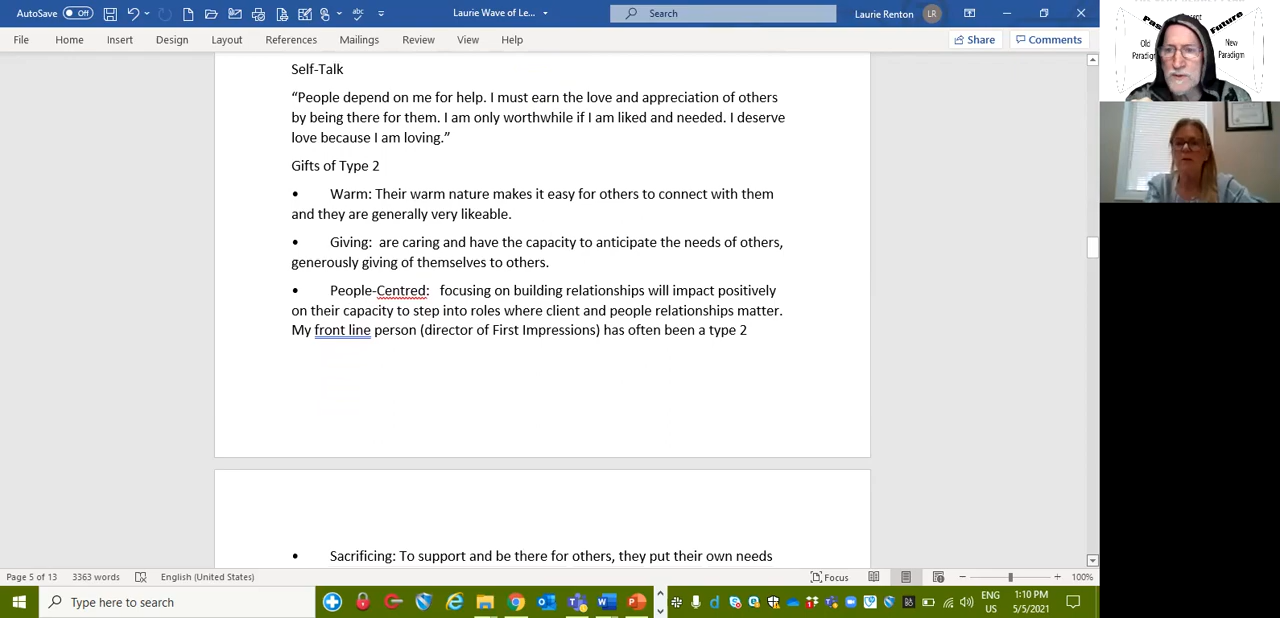 AutoSave Off Laurie Wave of Le... Search Laurie Renton LR
File Home Insert Design Layout References Mailings Review View Help Share Comments
Self-Talk
“People depend on me for help. I must earn the love and appreciation of others
by being there for them. I am only worthwhile if I am liked and needed. I deserve
love because I am loving.”
Gifts of Type 2
• Warm: Their warm nature makes it easy for others to connect with them
and they are generally very likeable.
• Giving:  are caring and have the capacity to anticipate the needs of others,
generously giving of themselves to others.
• People-Centred:   focusing on building relationships will impact positively
on their capacity to step into roles where client and people relationships matter.
My front line person (director of First Impressions) has often been a type 2
• Sacrificing: To support and be there for others, they put their own needs
Page 5 of 13 3363 words English (United States) Focus 100%
Type here to search
ENG
US
1:10 PM
5/5/2021
Future
Old
Paradigm
New
Paradigm